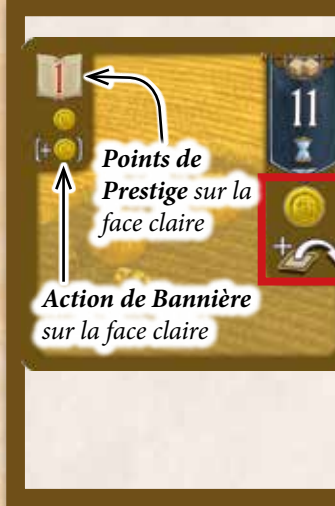 1
11
[+ ]
Points de
Prestige sur la
face claire
+
Action de Bannière
sur la face claire